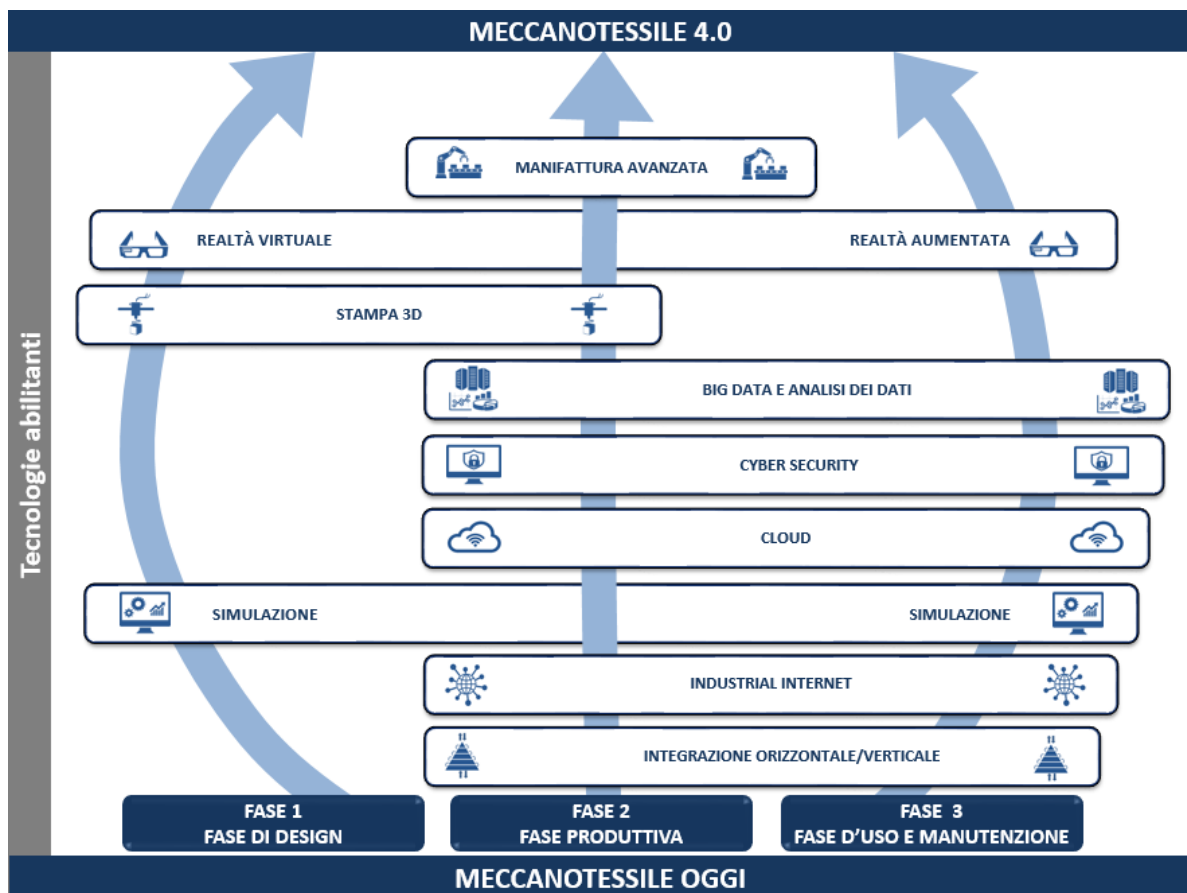 MECCANOTESSILE 4.0
Tecnologie abilitanti
MANIFATTURA AVANZATA
REALTÀ VIRTUALE
REALTÀ AUMENTATA
STAMPA 3D
BIG DATA E ANALISI DEI DATI
CYBER SECURITY
CLOUD
SIMULAZIONE
SIMULAZIONE
INDUSTRIAL INTERNET
INTEGRAZIONE ORIZZONTALE/VERTICALE
FASE 1
FASE DI DESIGN
FASE 2
FASE PRODUTTIVA
FASE 3
FASE D'USO E MANUTENZIONE
MECCANOTESSILE OGGI